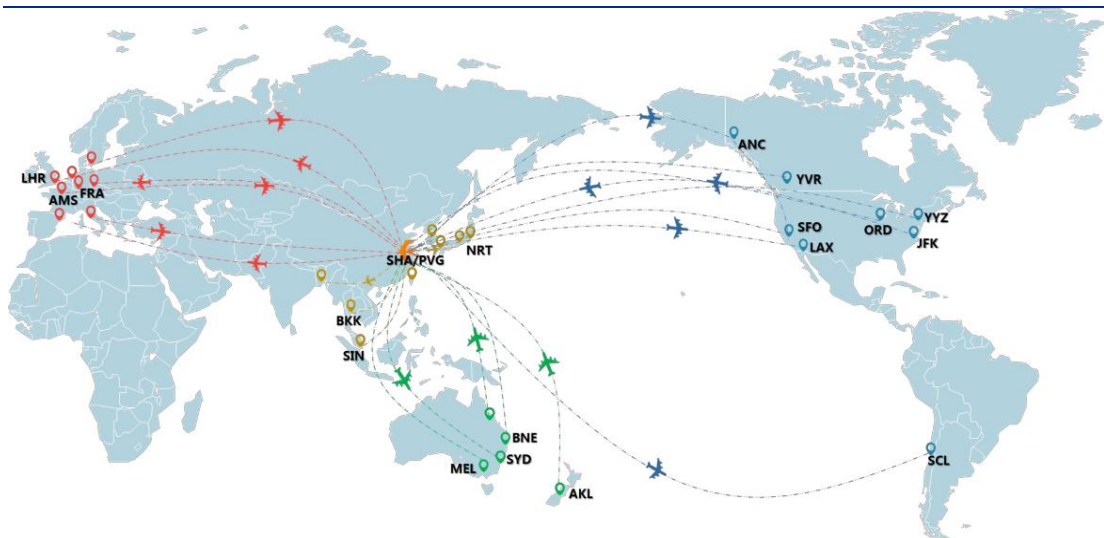 ANC
LHR
AMS
FRA
YVR
YYZ
ORD
SFO
JFK
LAX
NRT
SHA/PVG
BKK
SIN
BNE
SYD
MEL
AKL
SCL